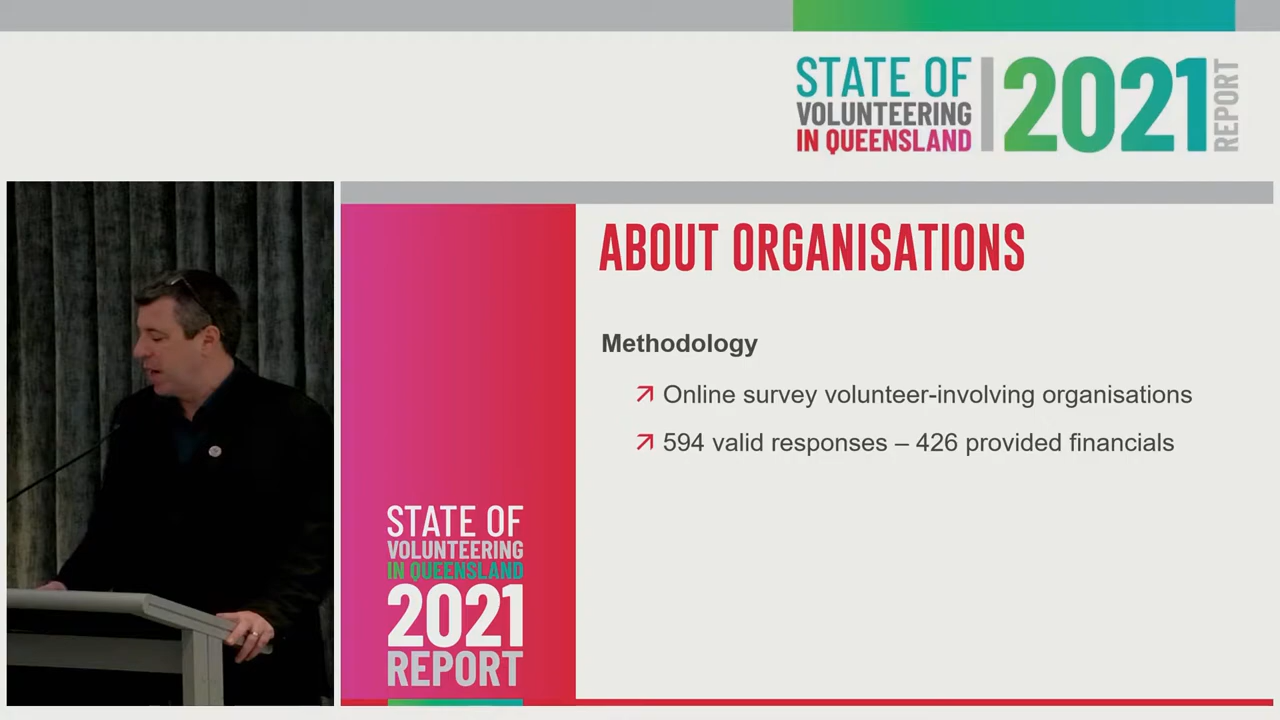 STATE OF
VOLUNTEERING
IN QUEENSLAND
2021
REPORT
ABOUT ORGANISATIONS
Methodology
Online survey volunteer-involving organisations
594 valid responses – 426 provided financials
STATE OF
VOLUNTEERING
IN QUEENSLAND
2021
REPORT